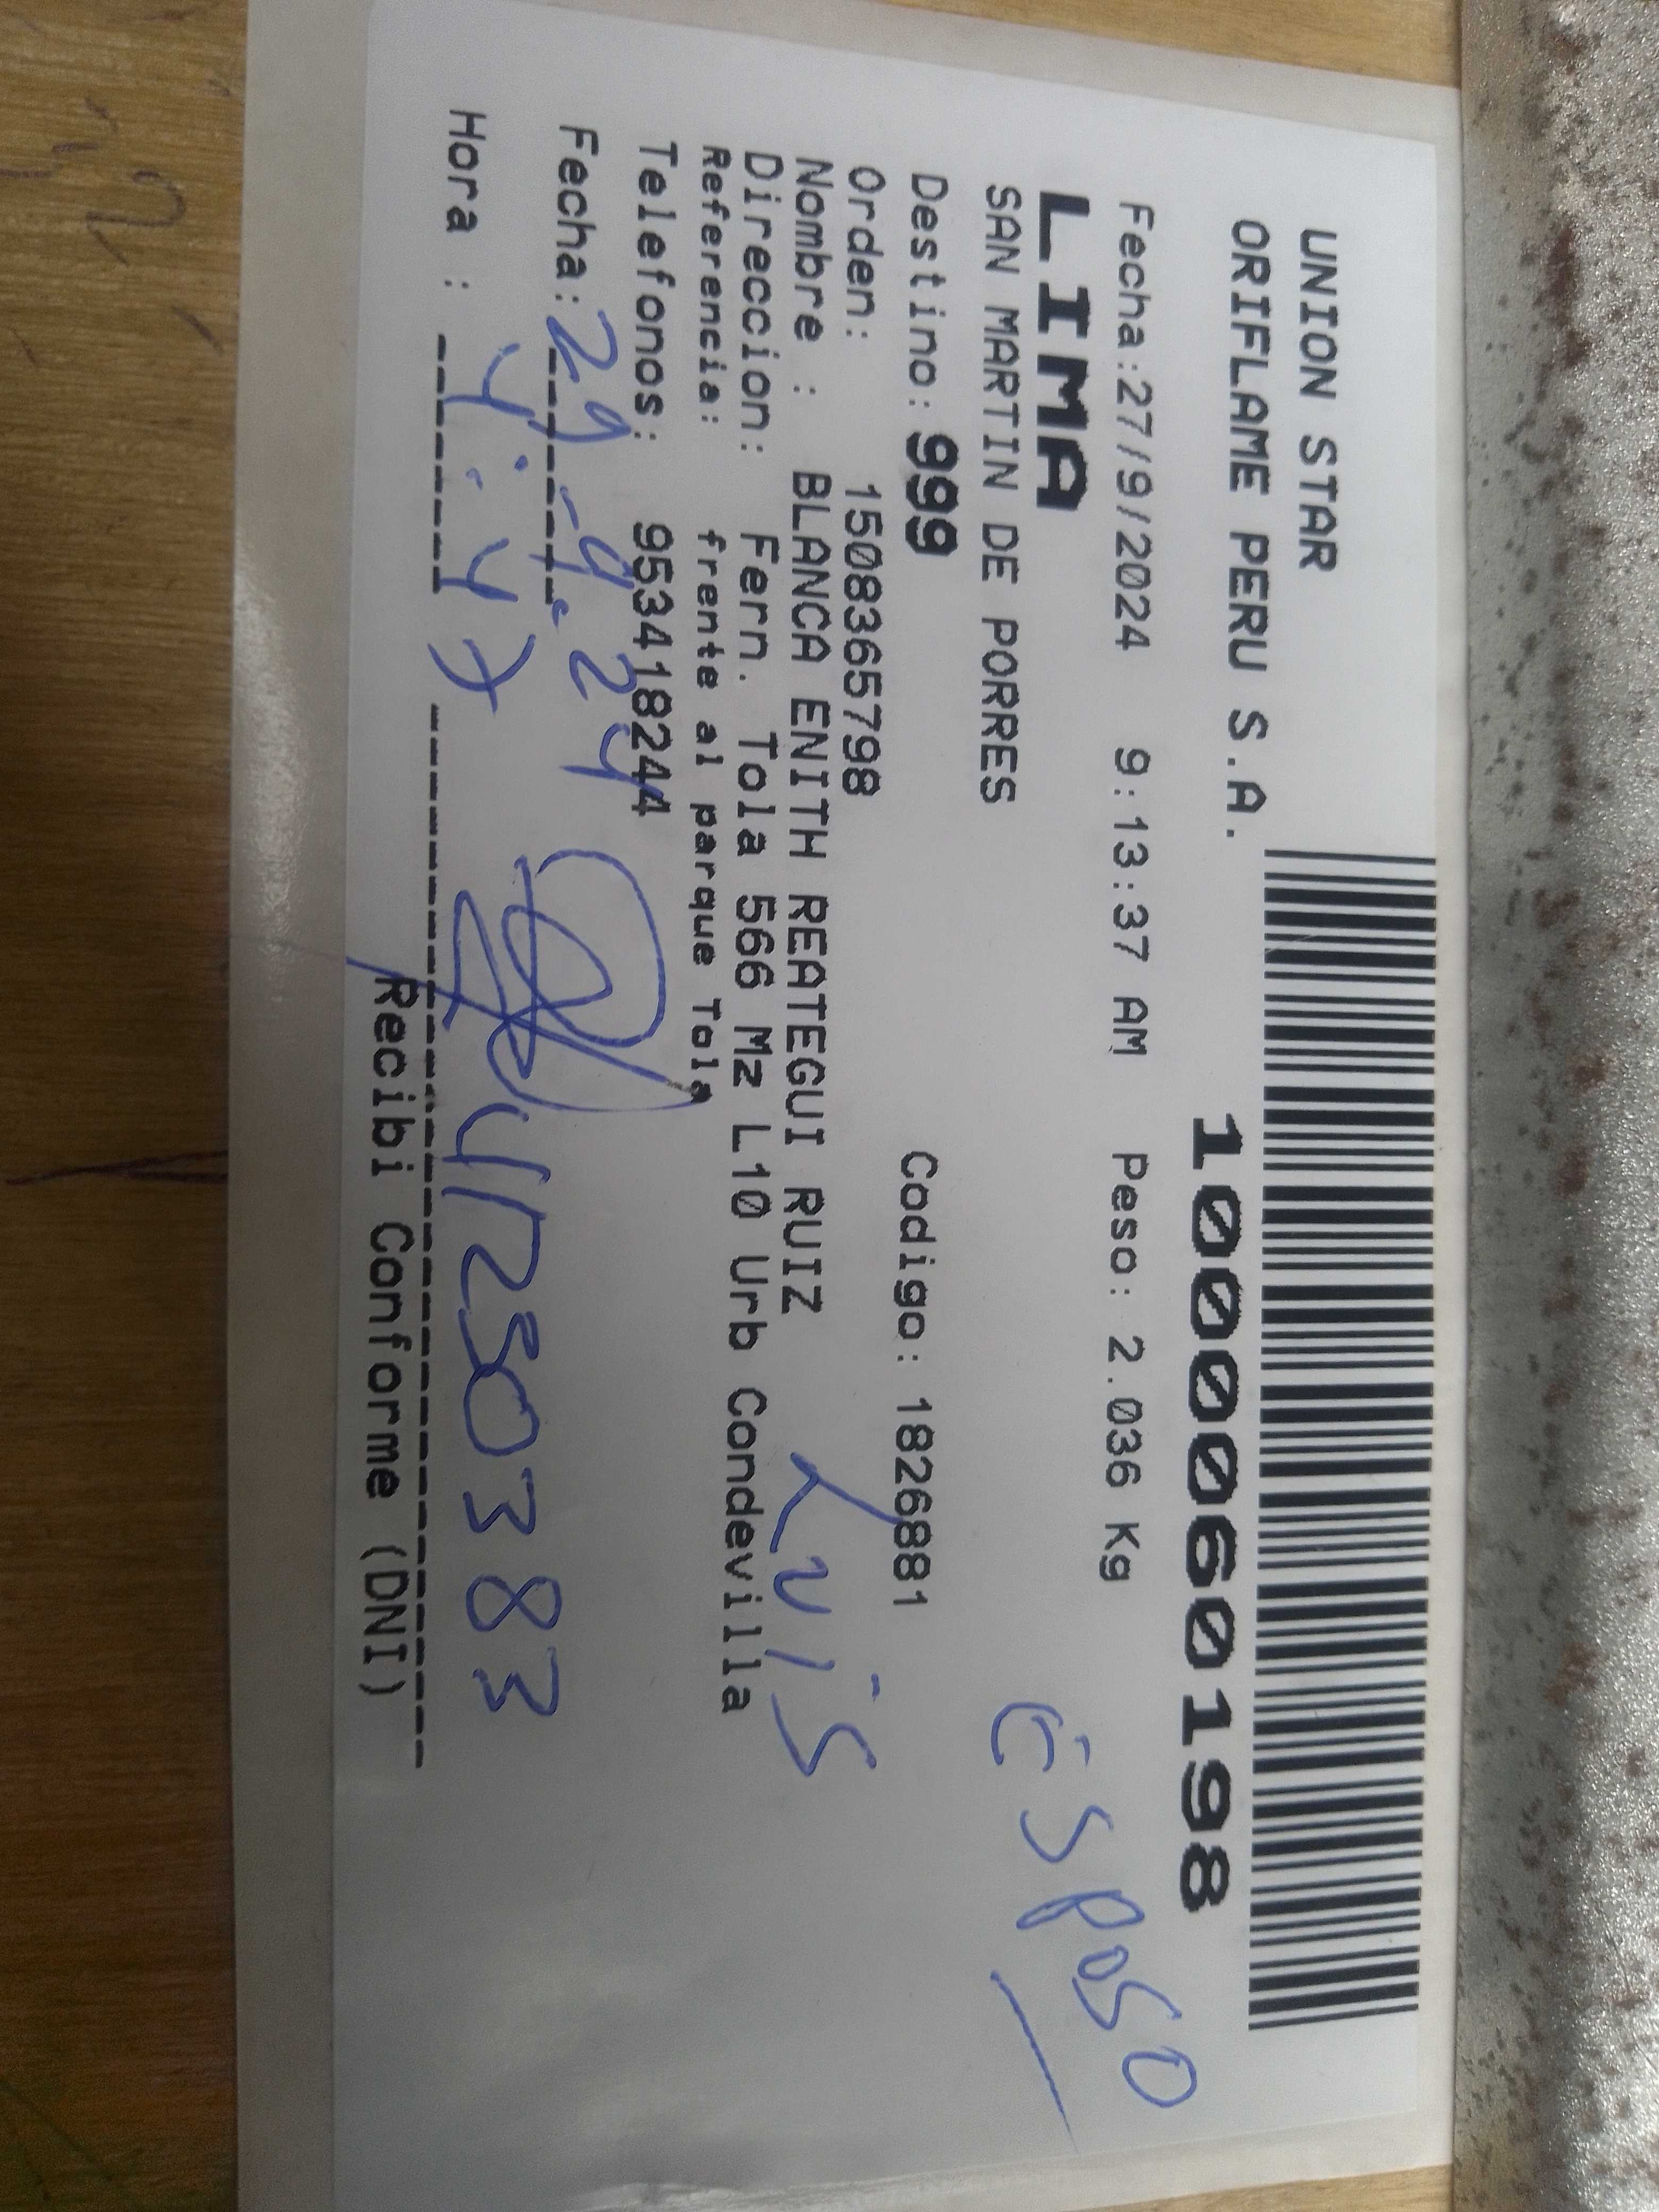 UNION STAR
ORIFLAME PERU S.A.
1000060198
Fecha:27/9/2024 9:13:37 AM Peso: 2.036 Kg
LIMA
SAN MARTIN DE PORRES
Esposo
Destino: 999 Codigo: 1826881
Orden: 1508365798
Luis
Nombre : BLANCA ENITH REATEGUI RUIZ
Direccion: Fern. Tola 566 Mz L10 Urb Condevilla
Referencia: frente al parque Tola
Telefonos: 953418244
Fecha: 29-9-24
Hora : 4:47 41250383
Recibi Conforme (DNI)